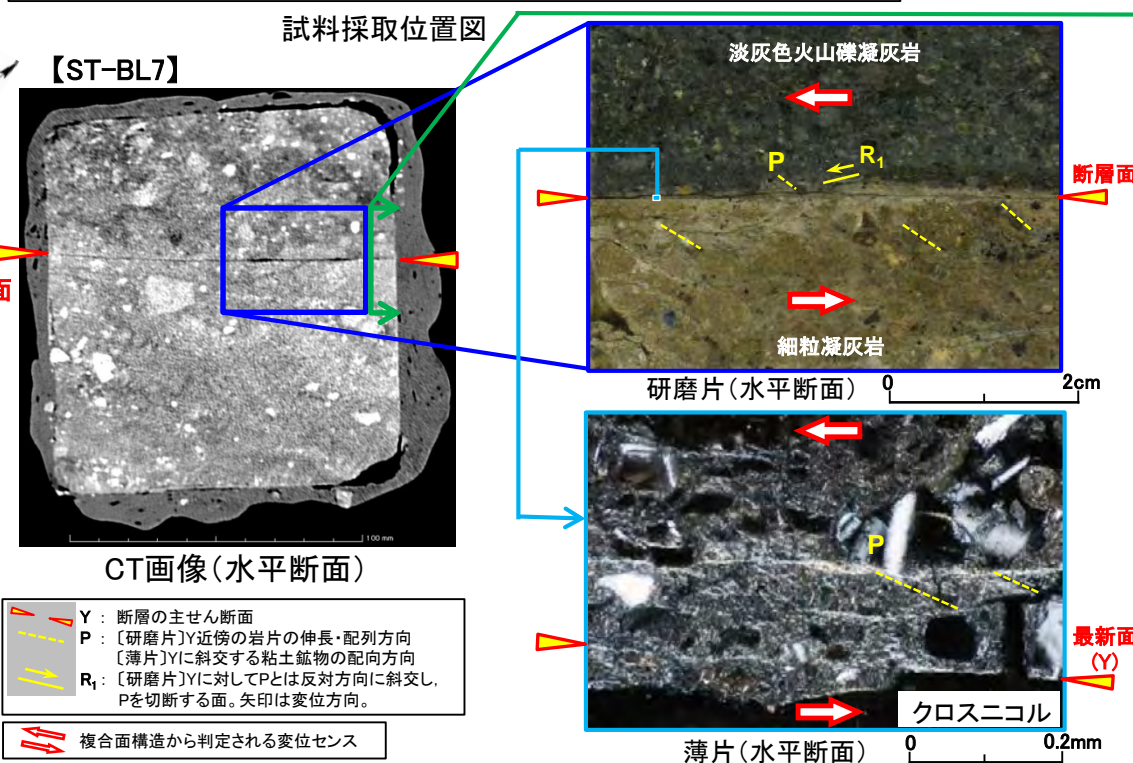 試料採取位置図
【ST-BL7】
面
100 mm
CT画像(水平断面)
淡灰色火山礫凝灰岩
P
R1
断層面
細粒凝灰岩
研磨片(水平断面)
0
2cm
P
最新面
(Y)
クロスニコル
薄片(水平断面)
0
0.2mm
Y : 断層の主せん断面
P : 〔研磨片〕Y近傍の岩片の伸長・配列方向
〔薄片〕Yに斜交する粘土鉱物の配向方向
R1: 〔研磨片〕Yに対してPとは反対方向に斜交し,
Pを切断する面。矢印は変位方向。
複合面構造から判定される変位センス